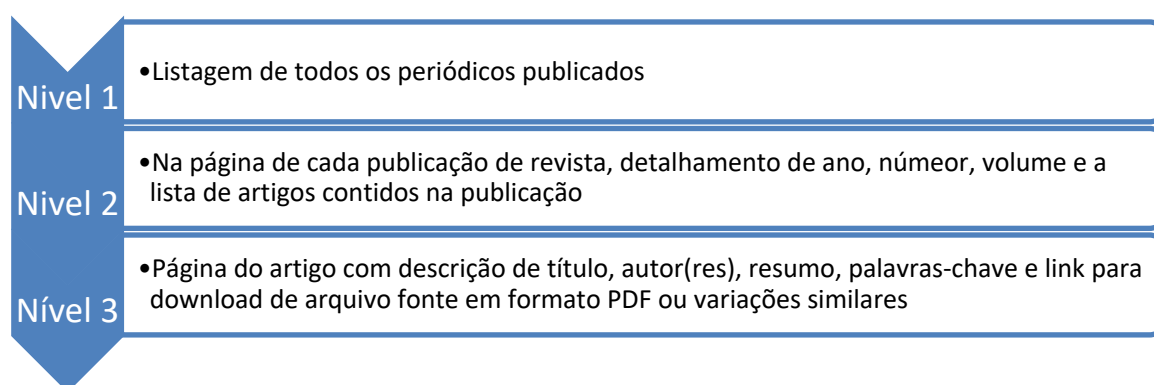 Nivel 1
•Listagem de todos os periódicos publicados
Nivel 2
•Na página de cada publicação de revista, detalhamento de ano, númeor, volume e a
lista de artigos contidos na publicação
Nível 3
•Página do artigo com descrição de título, autor(res), resumo, palavras-chave e link para
download de arquivo fonte em formato PDF ou variações similares